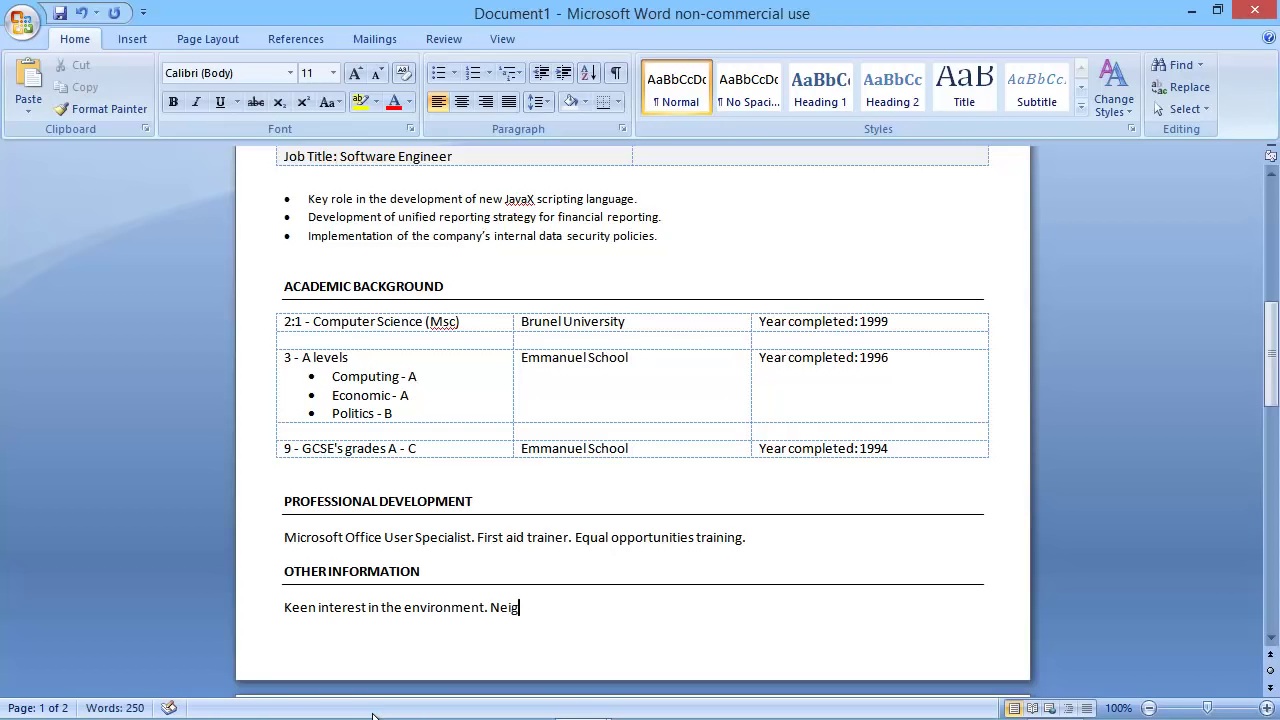 Document1 - Microsoft Word non-commercial use
Home Insert Page Layout References Mailings Review View
Paste
Cut
Copy
Format Painter
Clipboard
Calibri (Body) 11
Font
Paragraph
AaBbCcDc AaBbCcDc AaBbC AaBbCc AaB AaBbCc.
¶ Normal ¶ No Spaci... Heading 1 Heading 2 Title Subtitle
Change Styles
Styles
Find
Replace
Select
Editing
Job Title: Software Engineer
• Key role in the development of new JavaX scripting language.
• Development of unified reporting strategy for financial reporting.
• Implementation of the company's internal data security policies.
ACADEMIC BACKGROUND
2:1 - Computer Science (Msc) Brunel University Year completed: 1999
3 - A levels Emmanuel School Year completed: 1996
• Computing - A
• Economic - A
• Politics - B
9 - GCSE's grades A - C Emmanuel School Year completed: 1994
PROFESSIONAL DEVELOPMENT
Microsoft Office User Specialist. First aid trainer. Equal opportunities training.
OTHER INFORMATION
Keen interest in the environment. Neig
Page: 1 of 2 Words: 250 100%